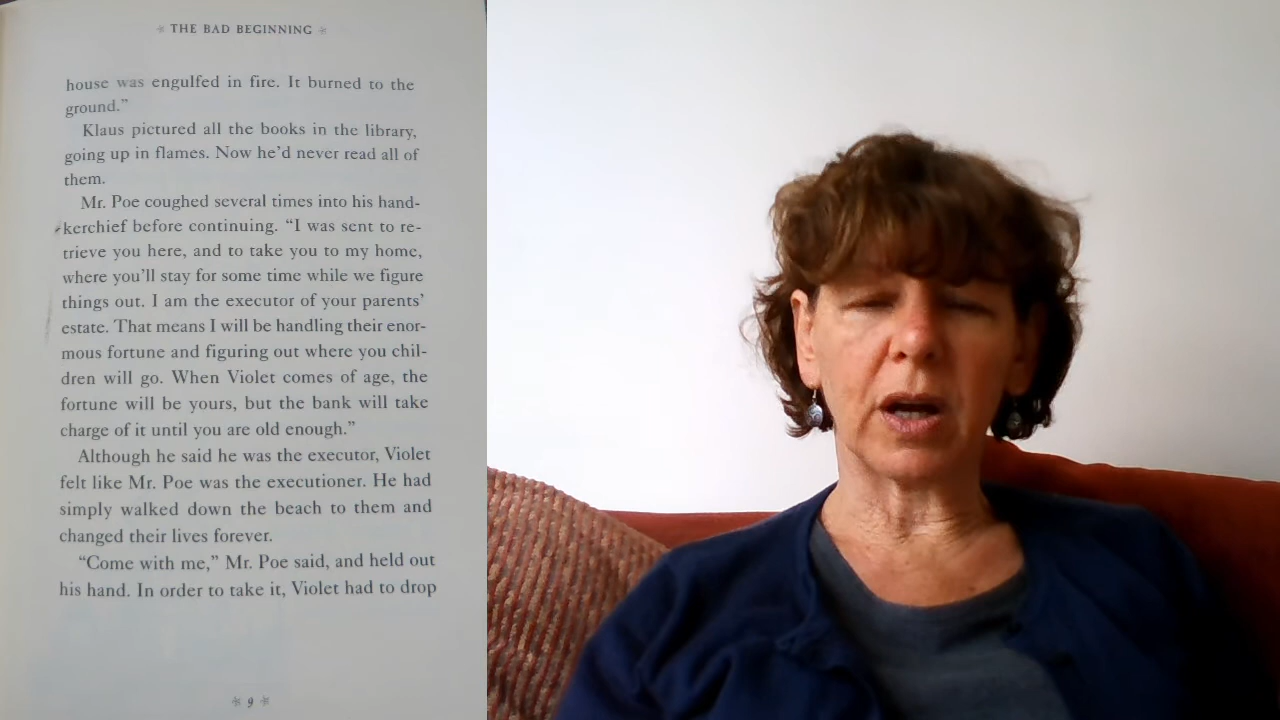 THE BAD BEGINNING
house was engulfed in fire. It burned to the
ground.”
Klaus pictured all the books in the library,
going up in flames. Now he’d never read all of
them.
Mr. Poe coughed several times into his hand-
kerchief before continuing. “I was sent to re-
trieve you here, and to take you to my home,
where you’ll stay for some time while we figure
things out. I am the executor of your parents’
estate. That means I will be handling their enor-
mous fortune and figuring out where you chil-
dren will go. When Violet comes of age, the
fortune will be yours, but the bank will take
charge of it until you are old enough.”
Although he said he was the executor, Violet
felt like Mr. Poe was the executioner. He had
simply walked down the beach to them and
changed their lives forever.
“Come with me,” Mr. Poe said, and held out
his hand. In order to take it, Violet had to drop
9